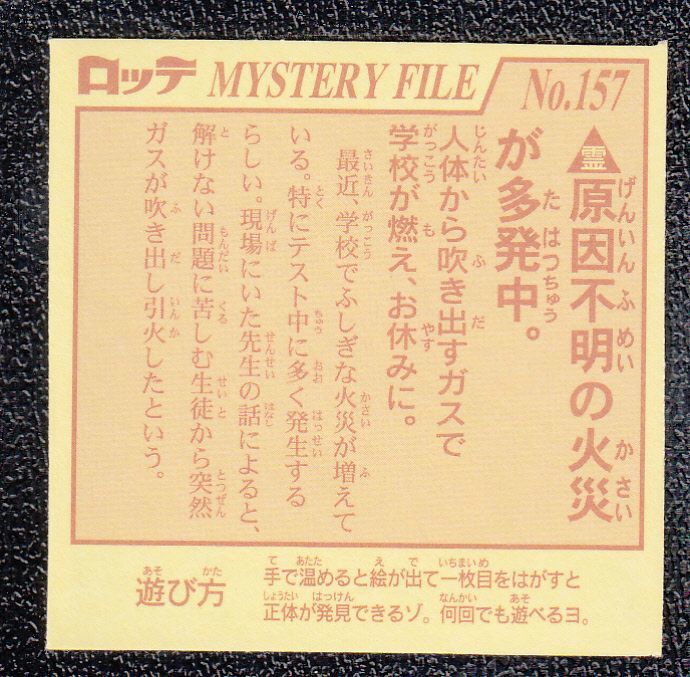 ロッテ MYSTERY FILE No.157
霊 原因不明の火災
が多発中。
人体から吹き出すガスで
学校が燃え、お休みに。
最近、学校でふしぎな火災が増えて
いる。特にテスト中に多く発生する
らしい。現場にいた先生の話によると、
解けない問題に苦しむ生徒から突然
ガスが吹き出し引火したという。
遊び方
手で温めると絵が出て一枚目をはがすと
正体が発見できるゾ。何回でも遊べるヨ。